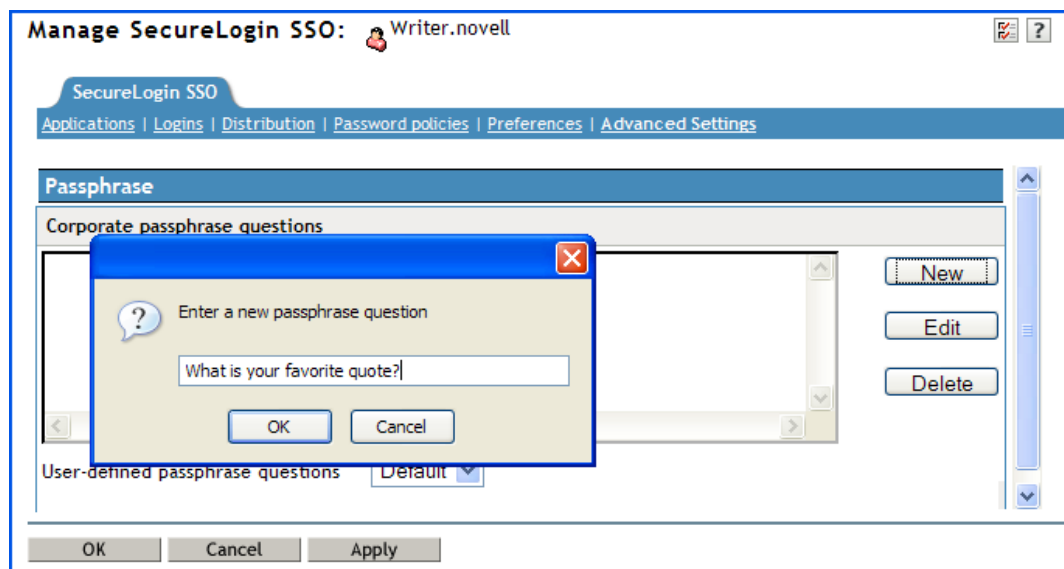 Manage SecureLogin SSO: Writer.novell
?
SecureLogin SSO
Applications | Logins | Distribution | Password policies | Preferences | Advanced Settings
Passphrase
Corporate passphrase questions
New
?
Enter a new passphrase question
Edit
What is your favorite quote?
Delete
OK Cancel
User-defined passphrase questions Default
OK Cancel Apply